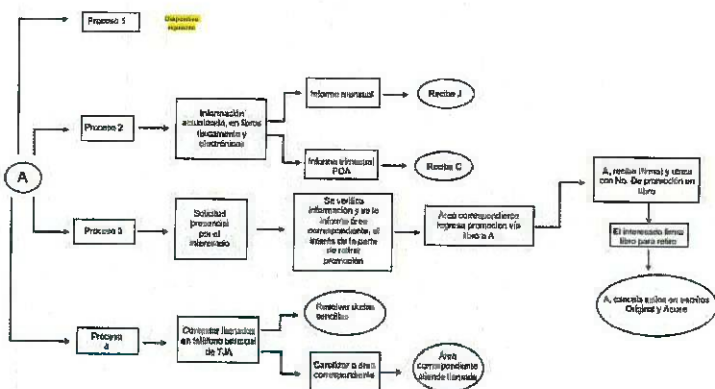 Proceso 1
Diapositiva
siguiente
Informe mensual
Recibe J
Proceso 2
Información
actualizada, en libros
físicamente y
electrónicos
Informe trimestral
POA
Recibe C
A
A, recibe (firma) y ubica
con No. De promoción en
libro
Proceso 3
Solicitud
presencial
por el
interesado
Se verifica
información y se le
informa área
correspondiente, el
interés de la parte
de retirar
promoción
Área correspondiente
regresa promoción vía
libro a A
El interesado firma
libro para retiro
A, cancela sellos en escritos
Original y Acuse
Proceso
4
Contestar llamadas
en teléfono
de TJA
Resolver dudas
sencillas
Canalizar a área
correspondiente
Área
correspondiente
atiende llamada